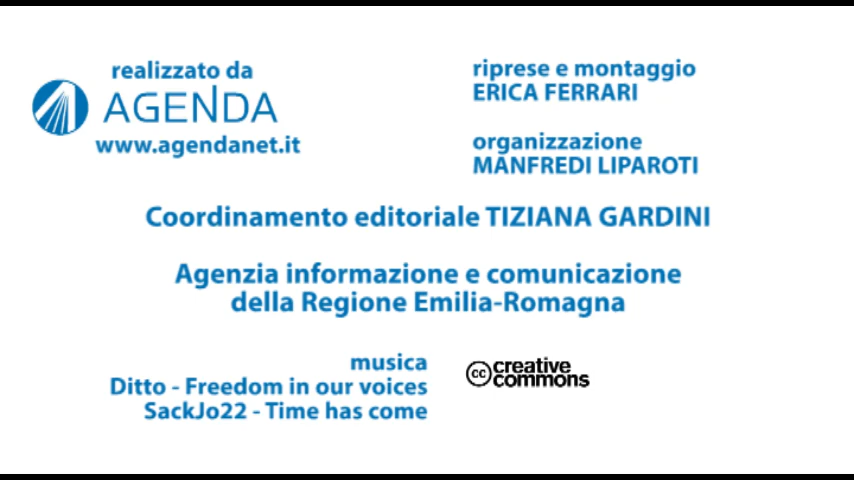 realizzato da
AGENDA
www.agendanet.it
riprese e montaggio
ERICA FERRARI
organizzazione
MANFREDI LIPAROTI
Coordinamento editoriale TIZIANA GARDINI
Agenzia informazione e comunicazione
della Regione Emilia-Romagna
musica
Ditto - Freedom in our voices
SackJo22 - Time has come
cc creative
commons